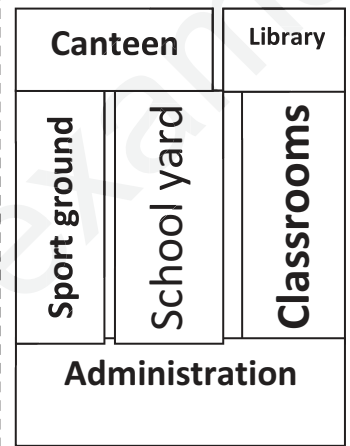 Canteen
Library
Sport ground
School yard
Classrooms
Administration